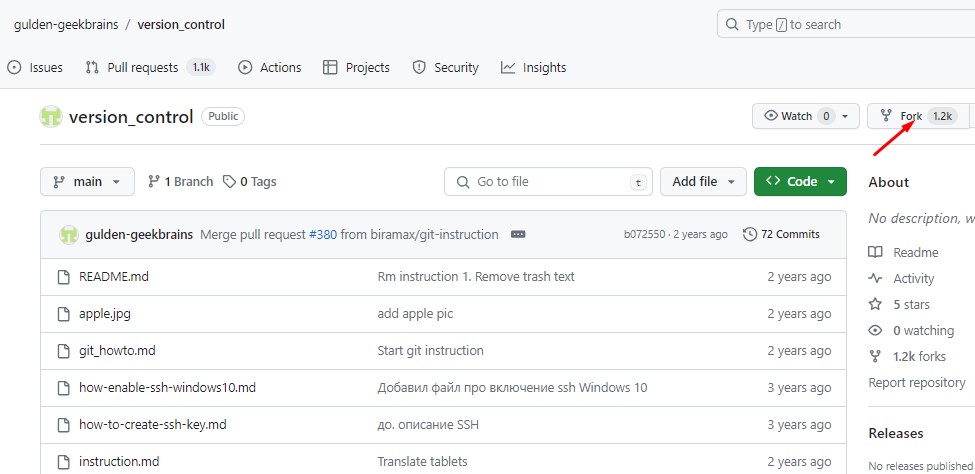 gulden-geekbrains / version_control
Type / to search
Issues Pull requests 1.1k Actions Projects Security Insights
version_control Public
Watch 0 Fork 1.2k
main 1 Branch 0 Tags Go to file t Add file Code
gulden-geekbrains Merge pull request #380 from biramax/git-instruction b072550 · 2 years ago 72 Commits
README.md Rm instruction 1. Remove trash text 2 years ago
apple.jpg add apple pic 2 years ago
git_howto.md Start git instruction 2 years ago
how-enable-ssh-windows10.md Добавил файл про включение ssh Windows 10 3 years ago
how-to-create-ssh-key.md до. описание SSH 3 years ago
instruction.md Translate tablets 2 years ago
About
No description, w
Readme
Activity
5 stars
0 watching
1.2k forks
Report repository
Releases
No releases published